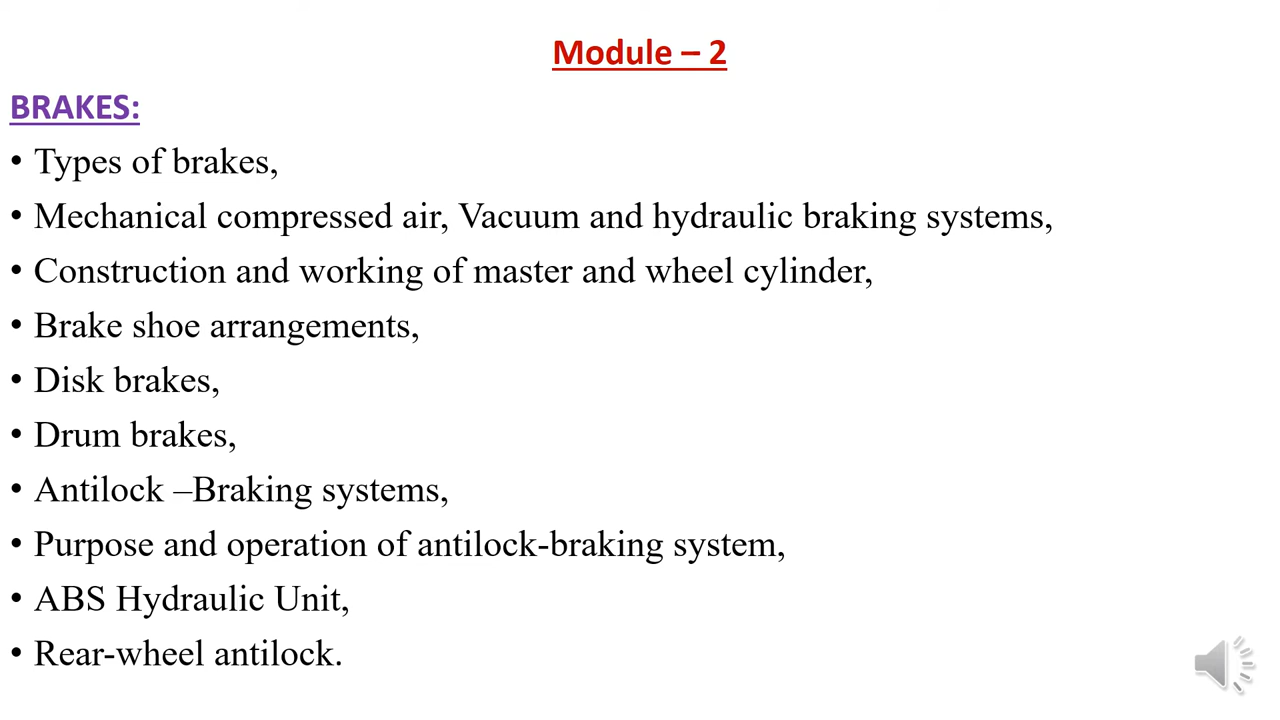 Module – 2
BRAKES:
• Types of brakes,
• Mechanical compressed air, Vacuum and hydraulic braking systems,
• Construction and working of master and wheel cylinder,
• Brake shoe arrangements,
• Disk brakes,
• Drum brakes,
• Antilock –Braking systems,
• Purpose and operation of antilock-braking system,
• ABS Hydraulic Unit,
• Rear-wheel antilock.